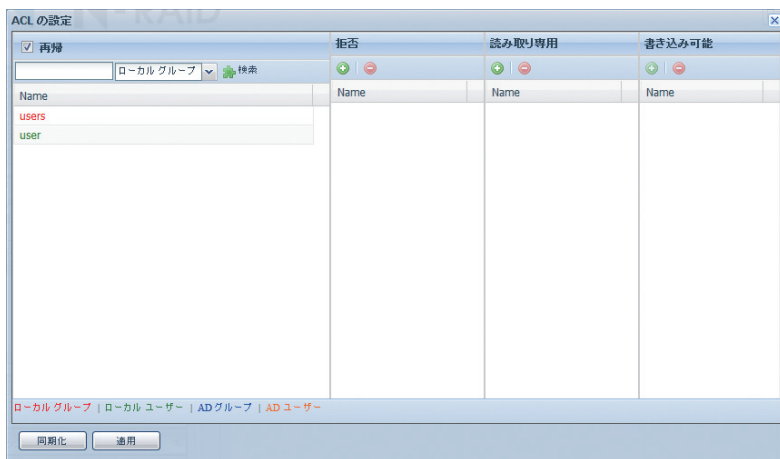 N-RAID
ACL の設定
再帰
拒否
読み取り専用
書き込み可能
ローカル グループ
検索
Name
Name
Name
Name
users
user
ローカル グループ | ローカル ユーザー | AD グループ | AD ユーザー
同期化
適用